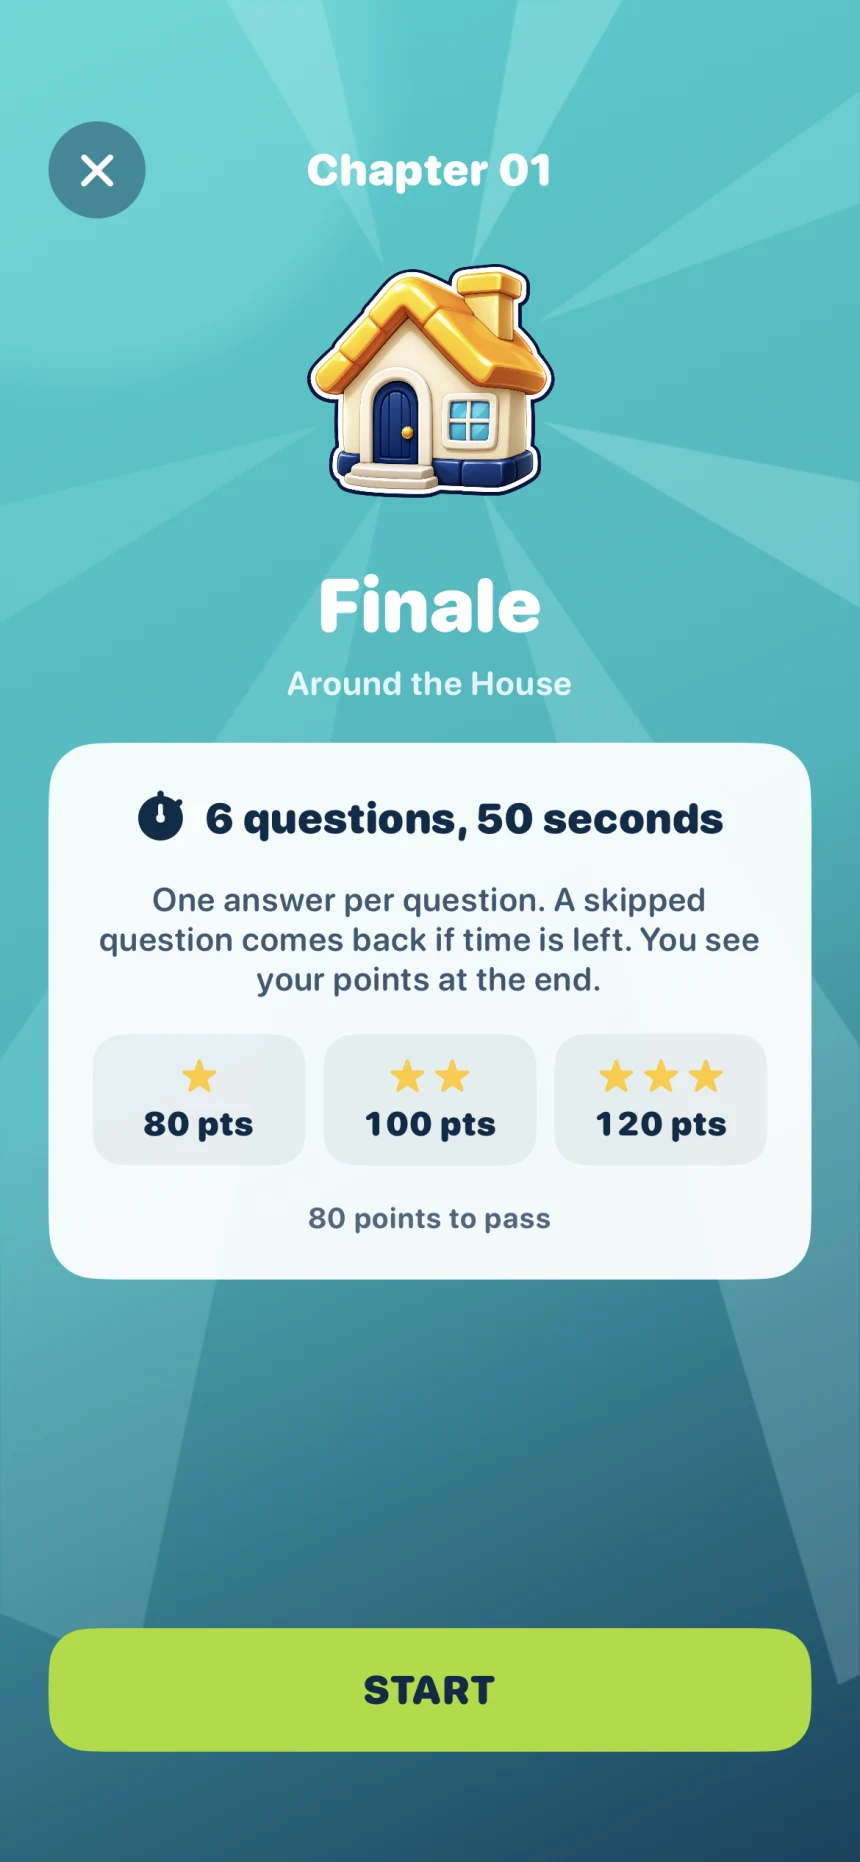 Chapter 01
Finale
Around the House
6 questions, 50 seconds
One answer per question. A skipped
question comes back if time is left. You see
your points at the end.
80 pts
100 pts
120 pts
80 points to pass
START